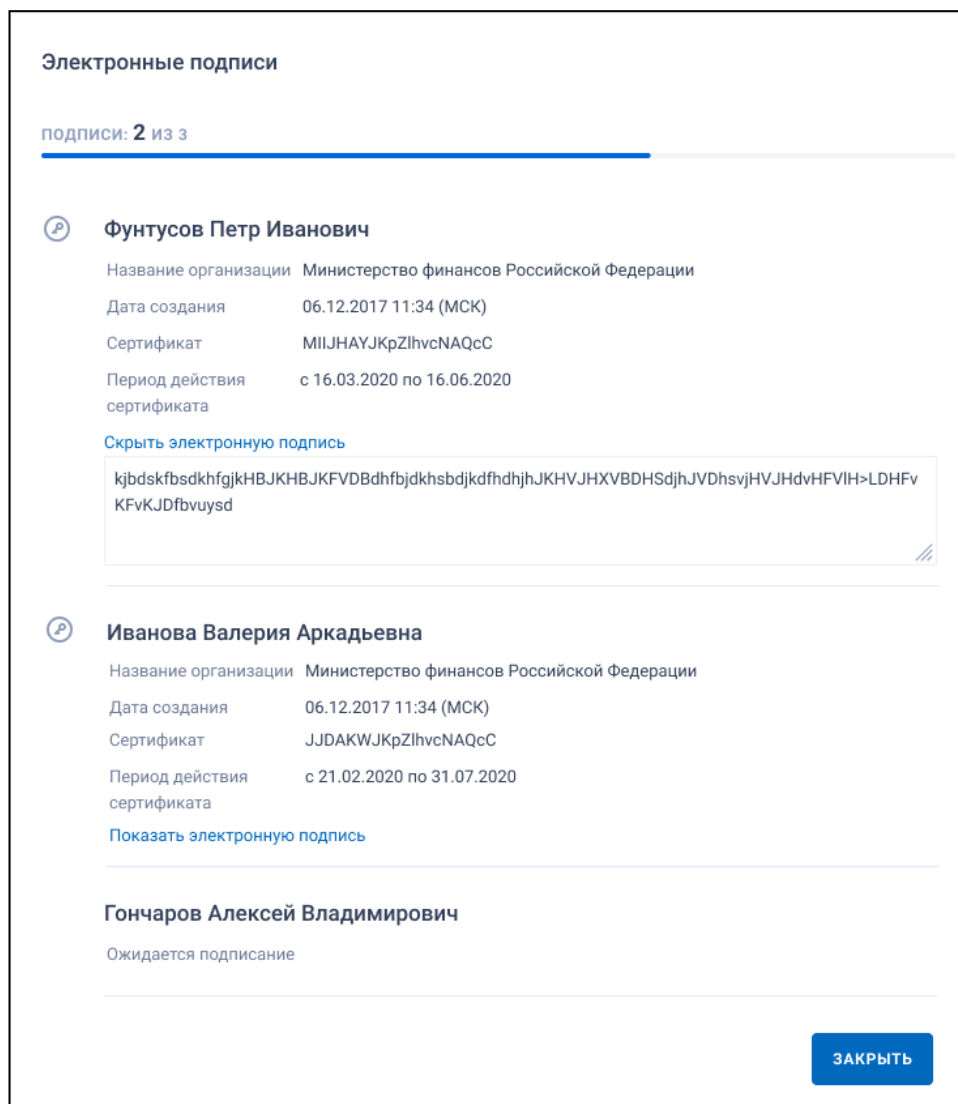 Электронные подписи
ПОДПИСИ: 2 ИЗ 3
Фунтусов Петр Иванович
Название организации Министерство финансов Российской Федерации
Дата создания 06.12.2017 11:34 (МСК)
Сертификат MIIJHAYJKpZlhvcNAQcC
Период действия с 16.03.2020 по 16.06.2020
сертификата
Скрыть электронную подпись
kjbdskfbsdkhfgjkHBJKHBJKFVDBdhfbjdkhsbdjkdfhdhjhJKHVJHXVBDHSdjhJVDhsvjHVJHdvHFVlH>LDHFv
KFvKJDfbvuysd
Иванова Валерия Аркадьевна
Название организации Министерство финансов Российской Федерации
Дата создания 06.12.2017 11:34 (МСК)
Сертификат JJDAKWJKpZlhvcNAQcC
Период действия с 21.02.2020 по 31.07.2020
сертификата
Показать электронную подпись
Гончаров Алексей Владимирович
Ожидается подписание
ЗАКРЫТЬ